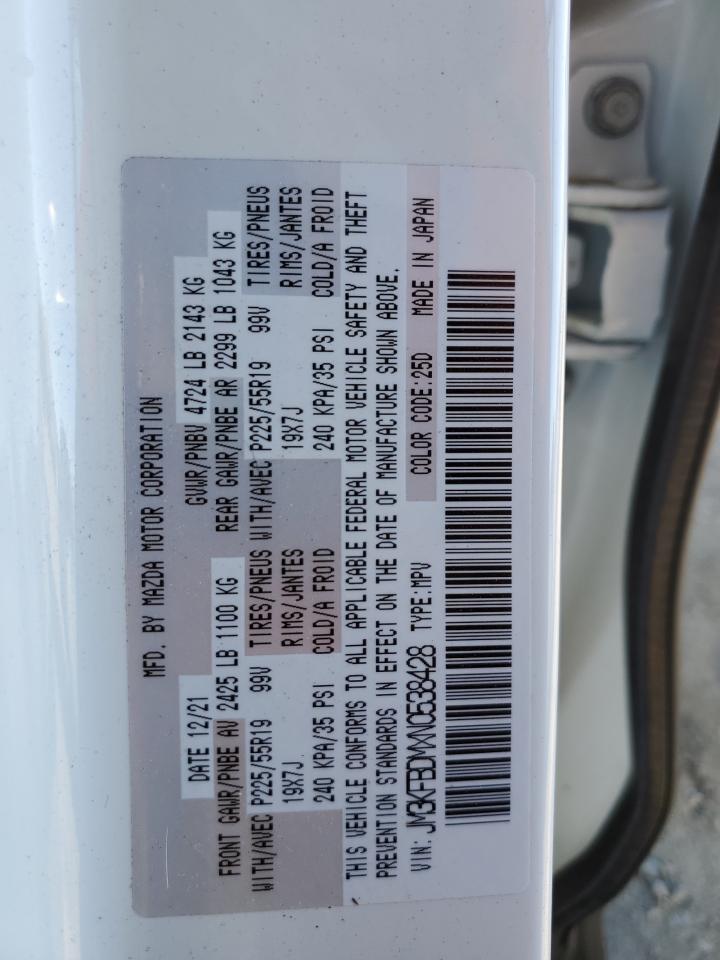 MFD. BY MAZDA MOTOR CORPORATION
DATE 12/21 GVWR/PNBV 4724 LB 2143 KG
FRONT GAWR/PNBE AV 2425 LB 1100 KG REAR GAWR/PNBE AR 2299 LB 1043 KG
WITH/AVEC P225/55R19 99V TIRES/PNEUS WITH/AVEC P225/55R19 99V TIRES/PNEUS
19X7J RIMS/JANTES 19X7J RIMS/JANTES
240 KPA/35 PSI COLD/A FROID 240 KPA/35 PSI COLD/A FROID
THIS VEHICLE CONFORMS TO ALL APPLICABLE FEDERAL MOTOR VEHICLE SAFETY AND THEFT
PREVENTION STANDARDS IN EFFECT ON THE DATE OF MANUFACTURE SHOWN ABOVE.
VIN: JM3KFBDMXN0538428 TYPE:MPV COLOR CODE:25D MADE IN JAPAN